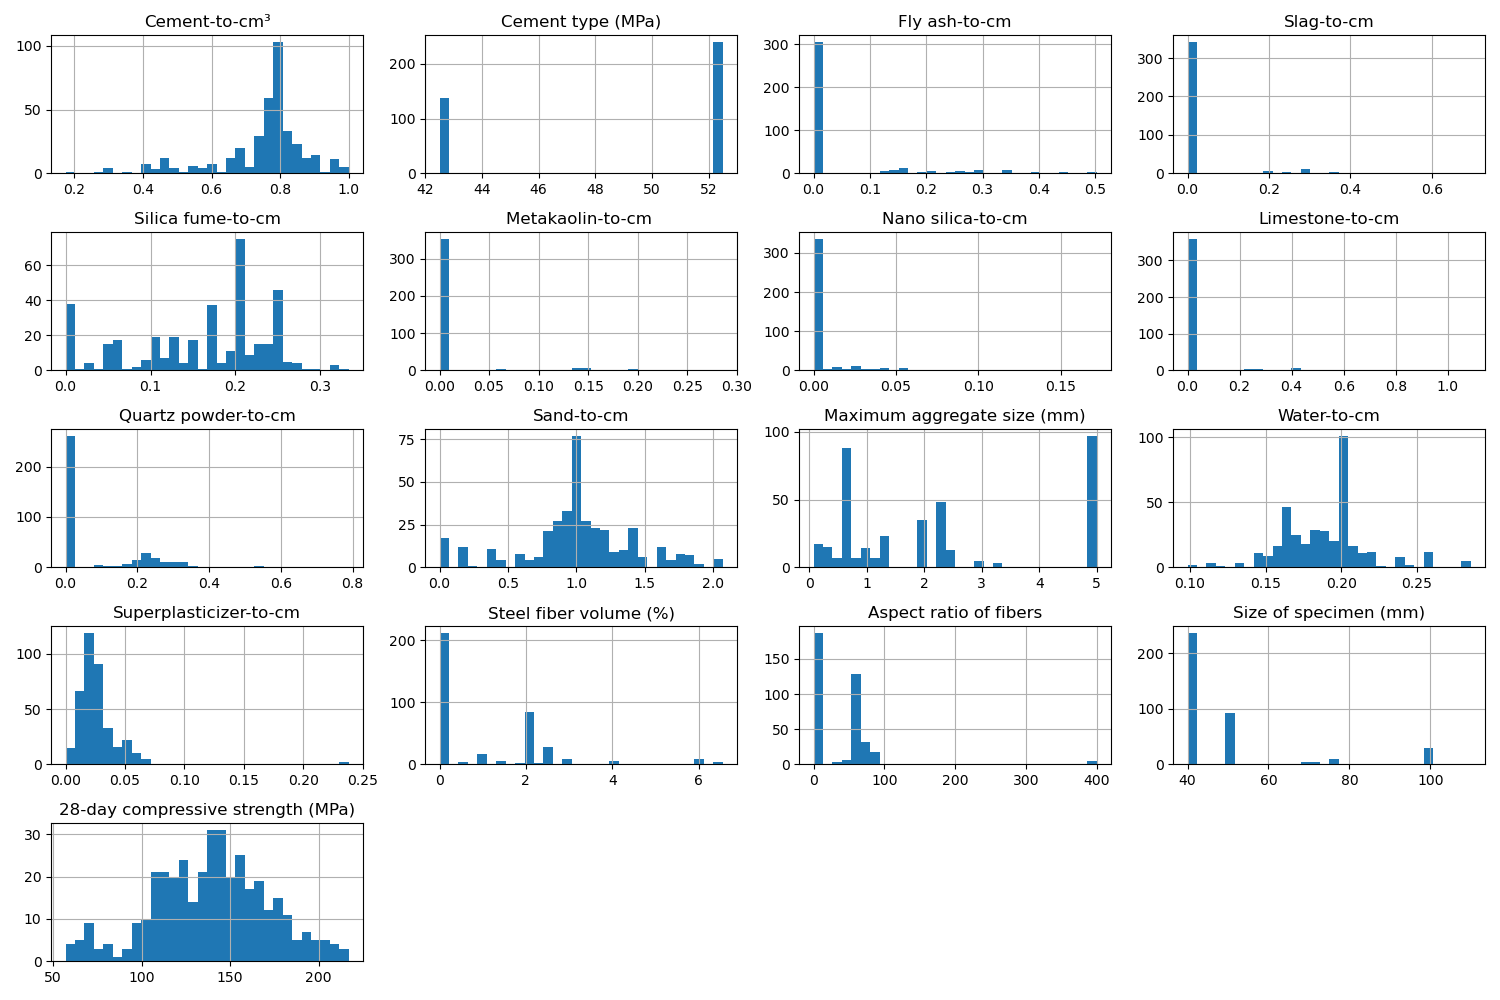 Cement-to-cm³
Cement type (MPa)
Fly ash-to-cm
Slag-to-cm
100
50
0
0.2 0.4 0.6 0.8 1.0
200
100
0
42 44 46 48 50 52
300
200
100
0
0.0 0.1 0.2 0.3 0.4 0.5
300
200
100
0
0.0 0.2 0.4 0.6
Silica fume-to-cm
Metakaolin-to-cm
Nano silica-to-cm
Limestone-to-cm
60
40
20
0
0.0 0.1 0.2 0.3
300
200
100
0
0.00 0.05 0.10 0.15 0.20 0.25 0.30
300
200
100
0
0.00 0.05 0.10 0.15
300
200
100
0
0.0 0.2 0.4 0.6 0.8 1.0
Quartz powder-to-cm
Sand-to-cm
Maximum aggregate size (mm)
Water-to-cm
200
100
0
0.0 0.2 0.4 0.6 0.8
75
50
25
0
0.0 0.5 1.0 1.5 2.0
100
50
0
0 1 2 3 4 5
100
50
0
0.10 0.15 0.20 0.25
Superplasticizer-to-cm
Steel fiber volume (%)
Aspect ratio of fibers
Size of specimen (mm)
100
50
0
0.00 0.05 0.10 0.15 0.20 0.25
200
100
0
0 2 4 6
150
100
50
0
0 100 200 300 400
200
100
0
40 60 80 100
28-day compressive strength (MPa)
30
20
10
0
50 100 150 200